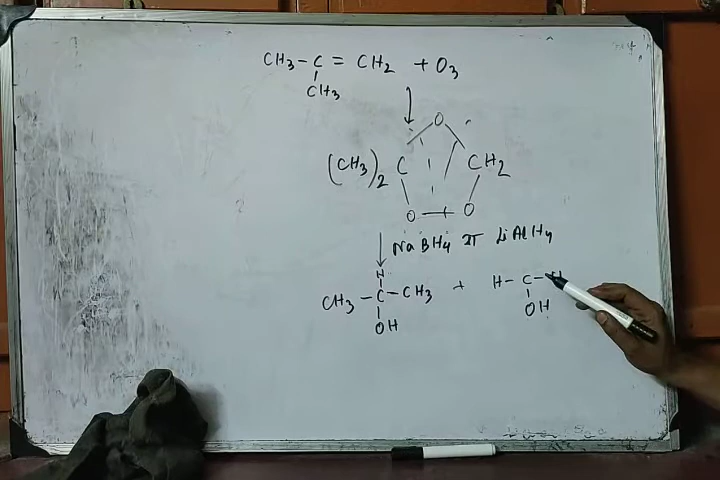 CH3-C=CH2 + O3
CH3
O
(CH3)2 C CH2
O-O
NaBH4 or LiAlH4
H
CH3-C-CH3 + H-C-H
OH OH